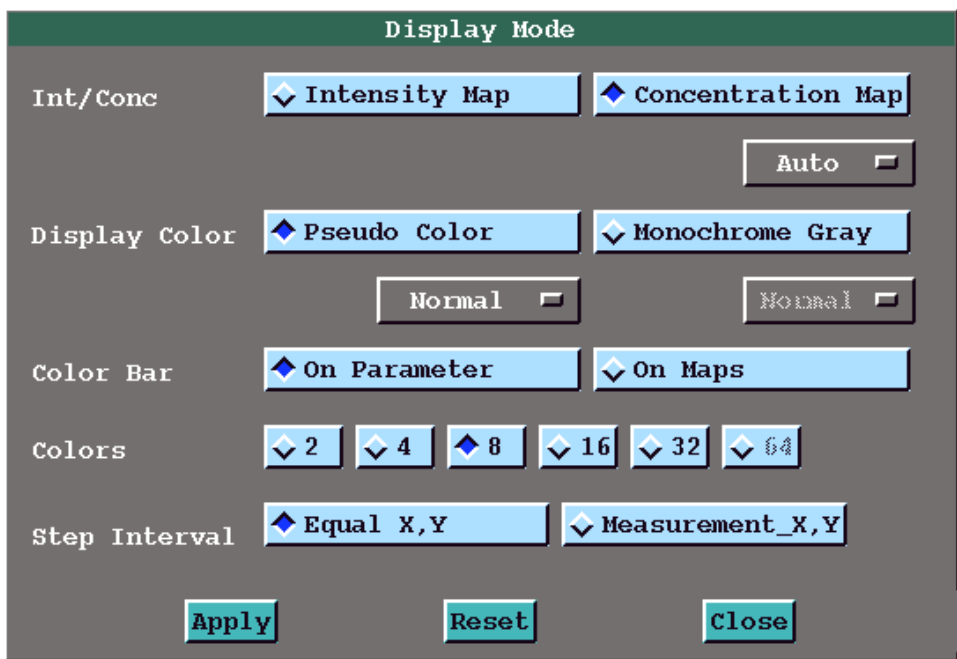 Display Mode
Int/Conc Intensity Map Concentration Map
Auto
Display Color Pseudo Color Monochrome Gray
Normal Normal
Color Bar On Parameter On Maps
Colors 2 4 8 16 32 64
Step Interval Equal X,Y Measurement_X,Y
Apply Reset Close